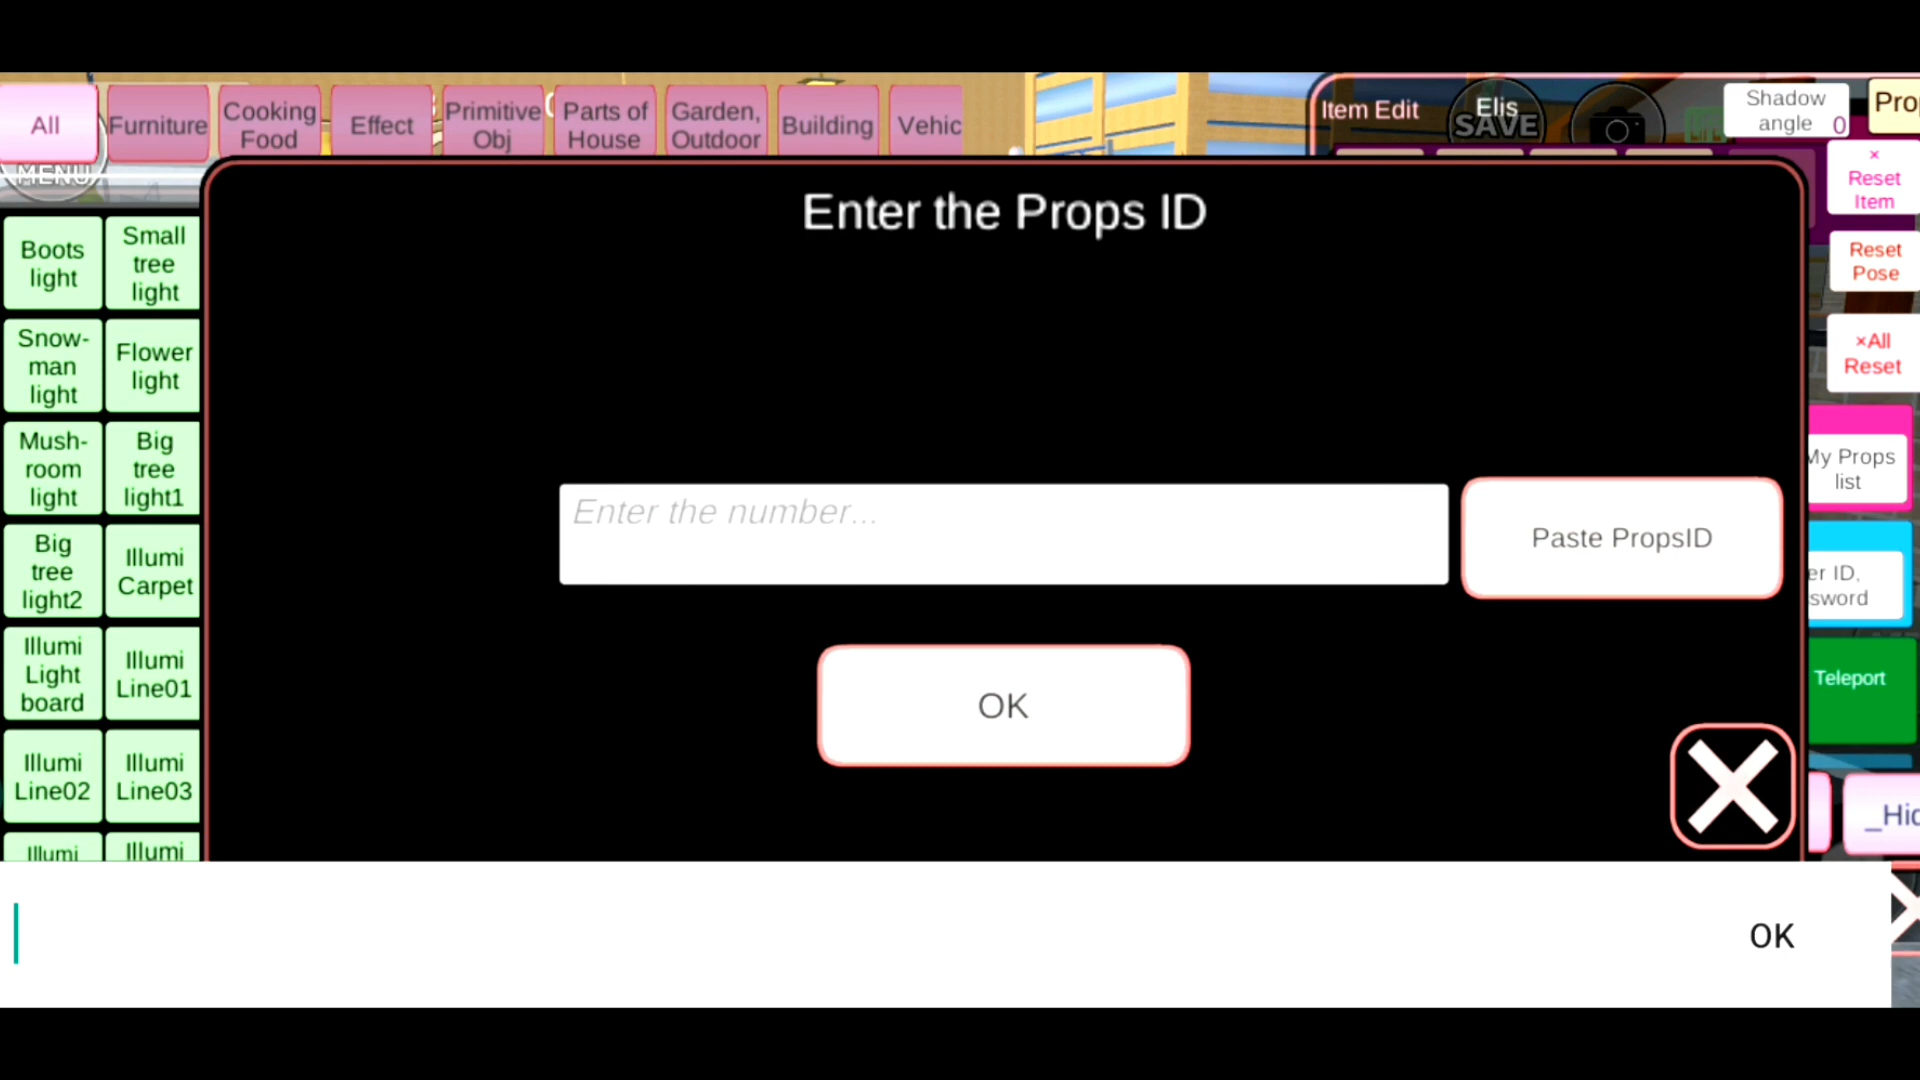 All
Furniture
Cooking
Food
Effect
Primitive
Obj
Parts of
House
Garden,
Outdoor
Building
Vehic
Item Edit
Elis
SAVE
Shadow
angle 0
Pro
MENU
×
Reset
Item
Reset
Pose
×All
Reset
My Props
list
er ID,
sword
Teleport
_Hid
Enter the Props ID
Enter the number...
Paste PropsID
OK
Boots
light
Small
tree
light
Snow-
man
light
Flower
light
Mush-
room
light
Big
tree
light1
Big
tree
light2
Illumi
Carpet
Illumi
Light
board
Illumi
Line01
Illumi
Line02
Illumi
Line03
Illumi
Illumi
OK